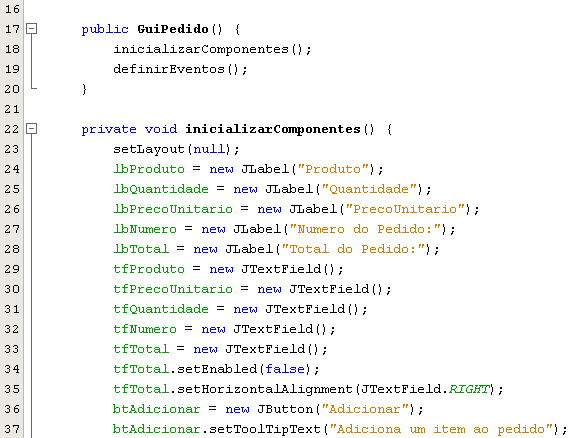 16
17 public GuiPedido() {
18 inicializarComponentes();
19 definirEventos();
20 }
21
22 private void inicializarComponentes() {
23 setLayout(null);
24 lbProduto = new JLabel("Produto");
25 lbQuantidade = new JLabel("Quantidade");
26 lbPrecoUnitario = new JLabel("PrecoUnitario");
27 lbNumero = new JLabel("Numero do Pedido:");
28 lbTotal = new JLabel("Total do Pedido:");
29 tfProduto = new JTextField();
30 tfPrecoUnitario = new JTextField();
31 tfQuantidade = new JTextField();
32 tfNumero = new JTextField();
33 tfTotal = new JTextField();
34 tfTotal.setEnabled(false);
35 tfTotal.setHorizontalAlignment(JTextField.RIGHT);
36 btAdicionar = new JButton("Adicionar");
37 btAdicionar.setToolTipText("Adiciona um item ao pedido");